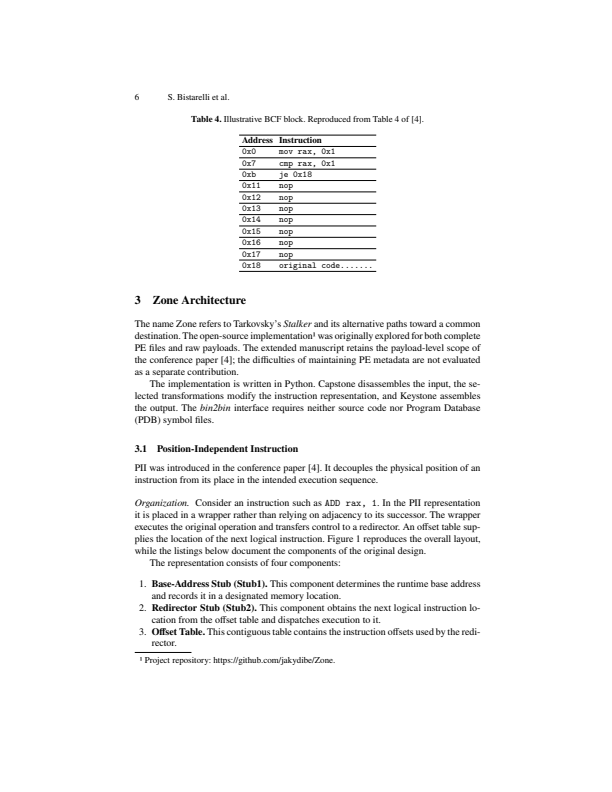 6 S. Bistarelli et al.
Table 4. Illustrative BCF block. Reproduced from Table 4 of [4].
Address Instruction
0x0 mov rax, 0x1
0x7 cmp rax, 0x1
0xb je 0x18
0x11 nop
0x12 nop
0x13 nop
0x14 nop
0x15 nop
0x16 nop
0x17 nop
0x18 original code.......
3 Zone Architecture
The name Zone refers to Tarkovsky's Stalker and its alternative paths toward a common
destination. The open-source implementation¹ was originally explored for both complete
PE files and raw payloads. The extended manuscript retains the payload-level scope of
the conference paper [4]; the difficulties of maintaining PE metadata are not evaluated
as a separate contribution.
The implementation is written in Python. Capstone disassembles the input, the se-
lected transformations modify the instruction representation, and Keystone assembles
the output. The bin2bin interface requires neither source code nor Program Database
(PDB) symbol files.
3.1 Position-Independent Instruction
PII was introduced in the conference paper [4]. It decouples the physical position of an
instruction from its place in the intended execution sequence.
Organization. Consider an instruction such as ADD rax, 1. In the PII representation
it is placed in a wrapper rather than relying on adjacency to its successor. The wrapper
executes the original operation and transfers control to a redirector. An offset table sup-
plies the location of the next logical instruction. Figure 1 reproduces the overall layout,
while the listings below document the components of the original design.
The representation consists of four components:
1. Base-Address Stub (Stub1). This component determines the runtime base address
and records it in a designated memory location.
2. Redirector Stub (Stub2). This component obtains the next logical instruction lo-
cation from the offset table and dispatches execution to it.
3. Offset Table. This contiguous table contains the instruction offsets used by the redi-
rector.
¹ Project repository: https://github.com/jakydibe/Zone.